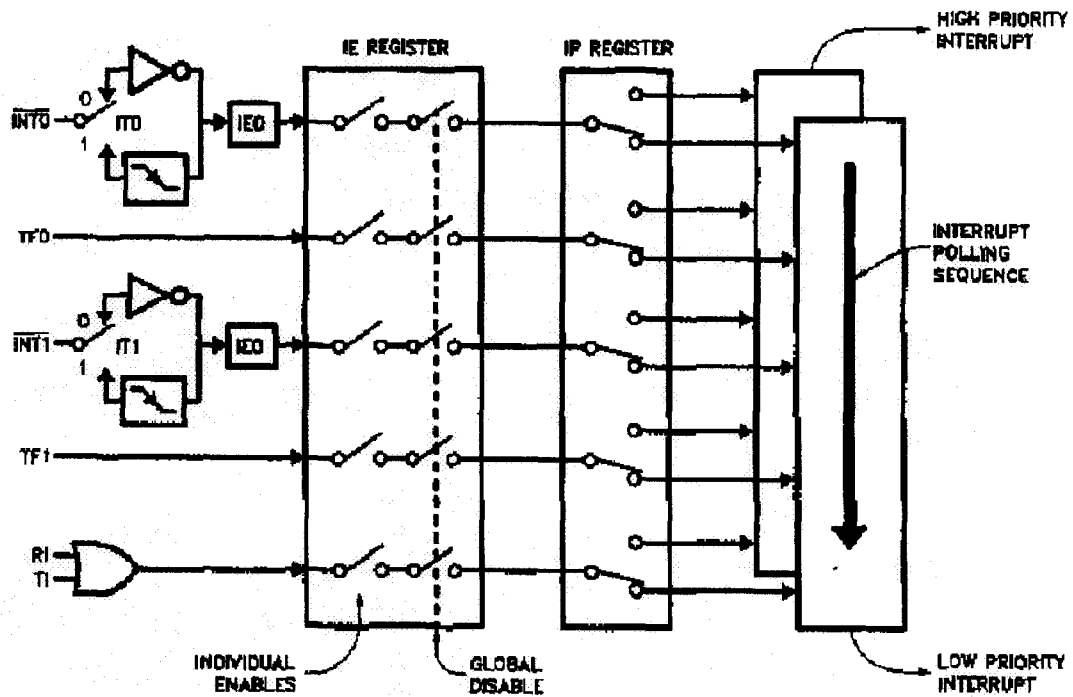 HIGH PRIORITY
INTERRUPT
IE REGISTER
IP REGISTER
0
INT0
IT0
1
IE0
TF0
INTERRUPT
POLLING
SEQUENCE
0
INT1
IT1
1
IE0
TF1
RI
TI
INDIVIDUAL
ENABLES
GLOBAL
DISABLE
LOW PRIORITY
INTERRUPT